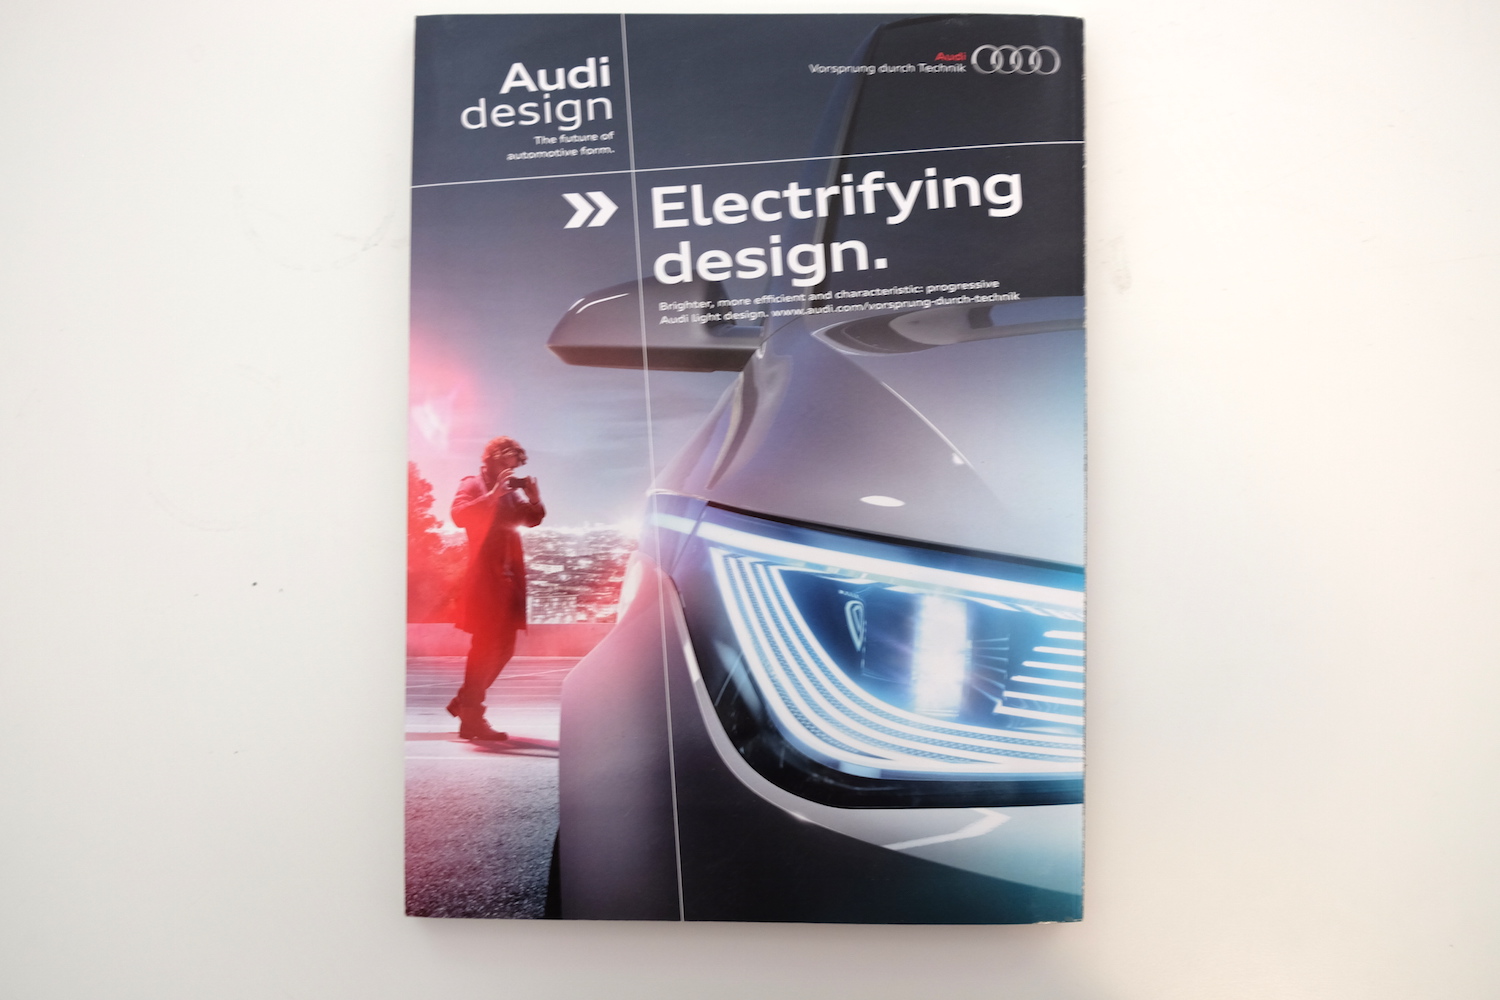 Audi
design
The future of
automotive form.
Audi
Vorsprung durch Technik
» Electrifying
design.
Brighter, more efficient and characteristic: progressive
Audi light design. www.audi.com/vorsprung-durch-technik